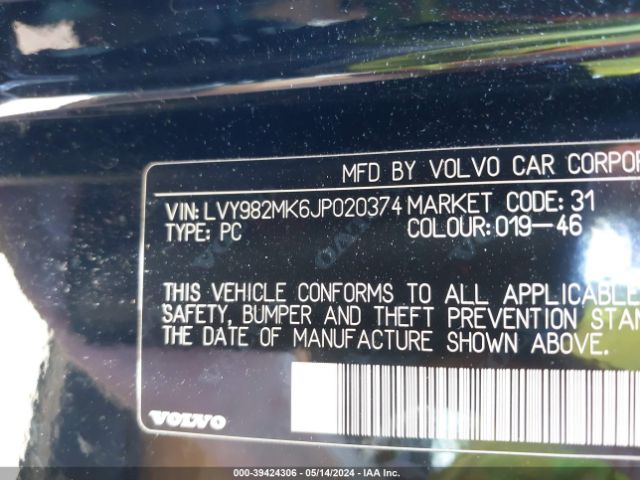 MFD BY VOLVO CAR CORPOR
VIN: LVY982MK6JP020374 MARKET CODE: 31
TYPE: PC COLOUR: 019-46
THIS VEHICLE CONFORMS TO ALL APPLICABLE
SAFETY, BUMPER AND THEFT PREVENTION STAN
THE DATE OF MANUFACTURE SHOWN ABOVE.
VOLVO
000-39424306 - 05/14/2024 - IAA Inc.